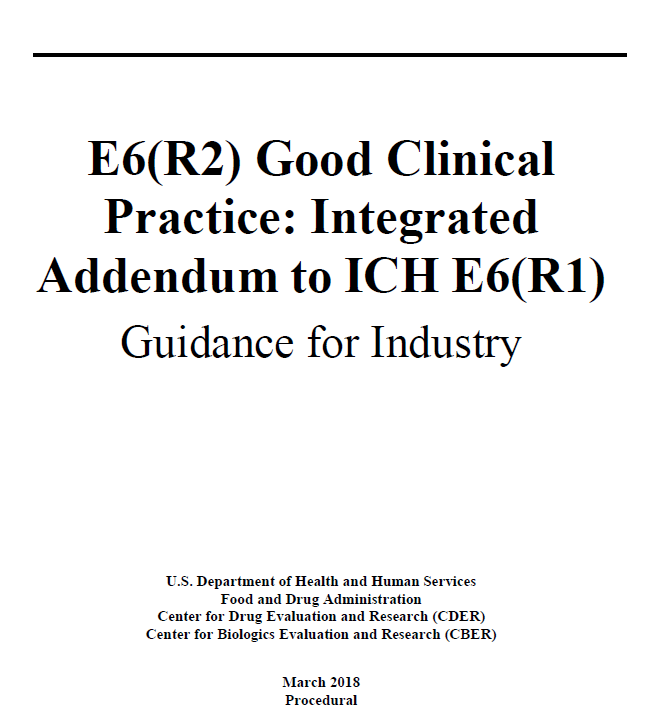 E6(R2) Good Clinical
Practice: Integrated
Addendum to ICH E6(R1)
Guidance for Industry
U.S. Department of Health and Human Services
Food and Drug Administration
Center for Drug Evaluation and Research (CDER)
Center for Biologics Evaluation and Research (CBER)
March 2018
Procedural